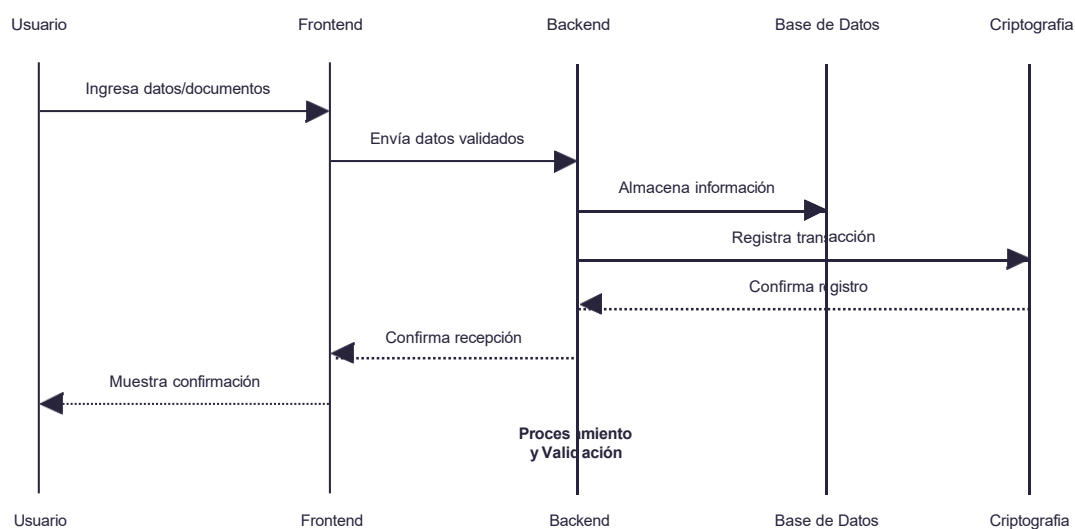 Usuario Frontend Backend Base de Datos Criptografia
Ingresa datos/documentos
Envía datos validados
Almacena información
Registra transacción
Confirma registro
Confirma recepción
Muestra confirmación
Procesamiento
y Validación
Usuario Frontend Backend Base de Datos Criptografia